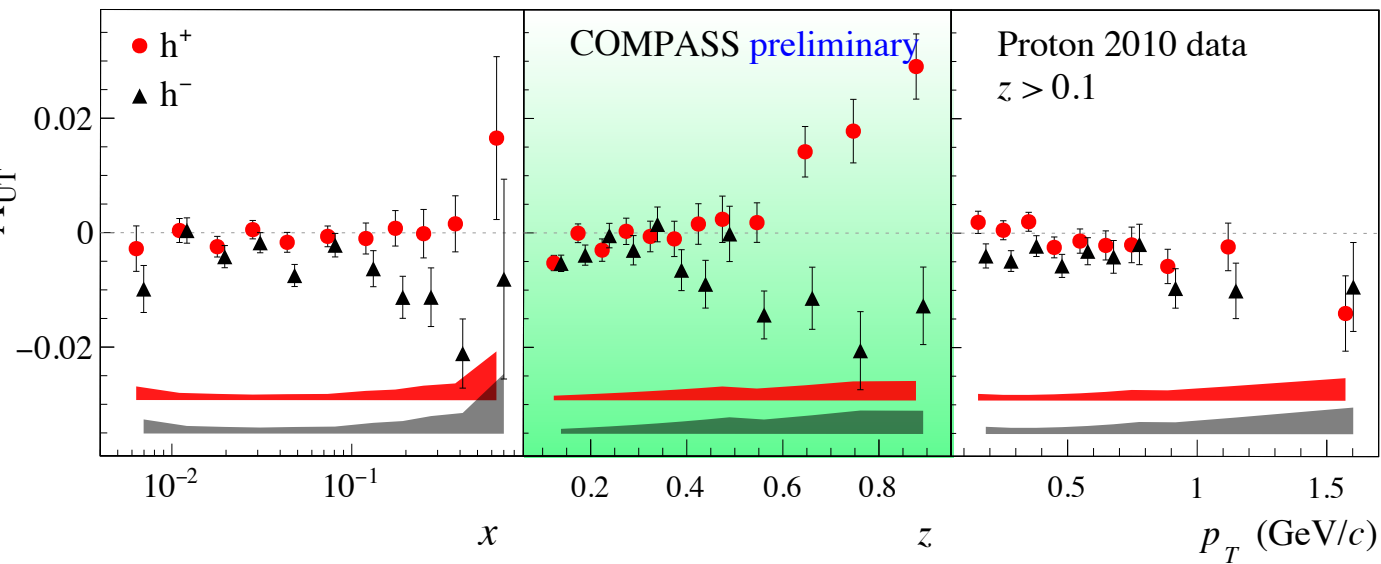 h⁺
h⁻
COMPASS preliminary
Proton 2010 data
z > 0.1
0.02
0
−0.02
10⁻² 10⁻¹
0.2 0.4 0.6 0.8
0.5 1 1.5
x
z
p_T (GeV/c)